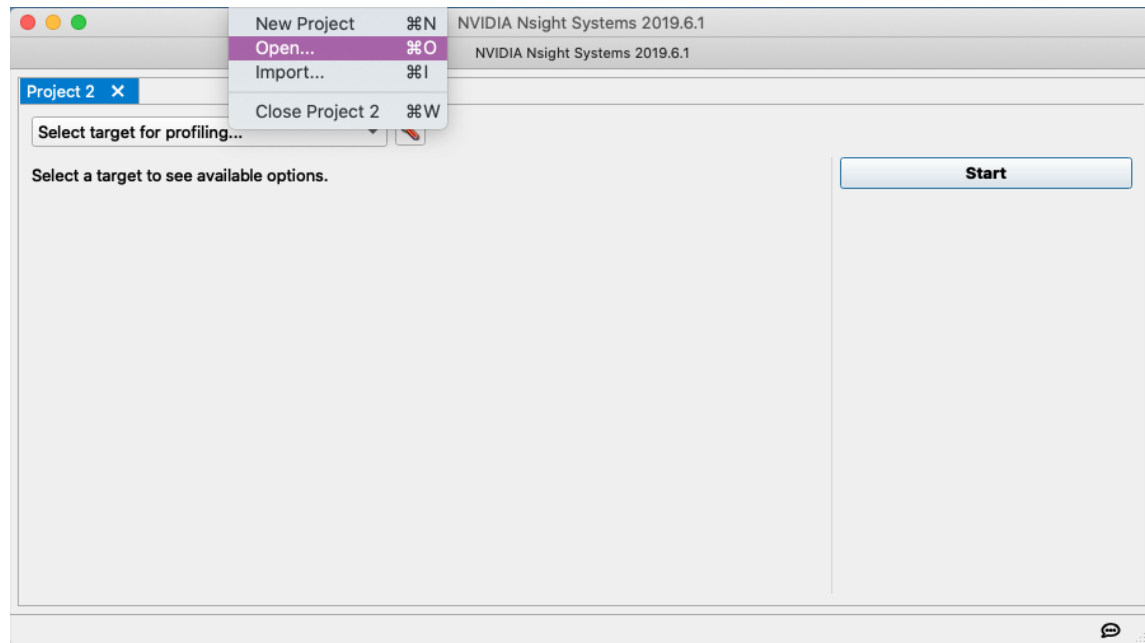 NVIDIA Nsight Systems 2019.6.1
NVIDIA Nsight Systems 2019.6.1
New Project ⌘N
Open... ⌘O
Import... ⌘I
Close Project 2 ⌘W
Project 2
Select target for profiling...
Select a target to see available options.
Start